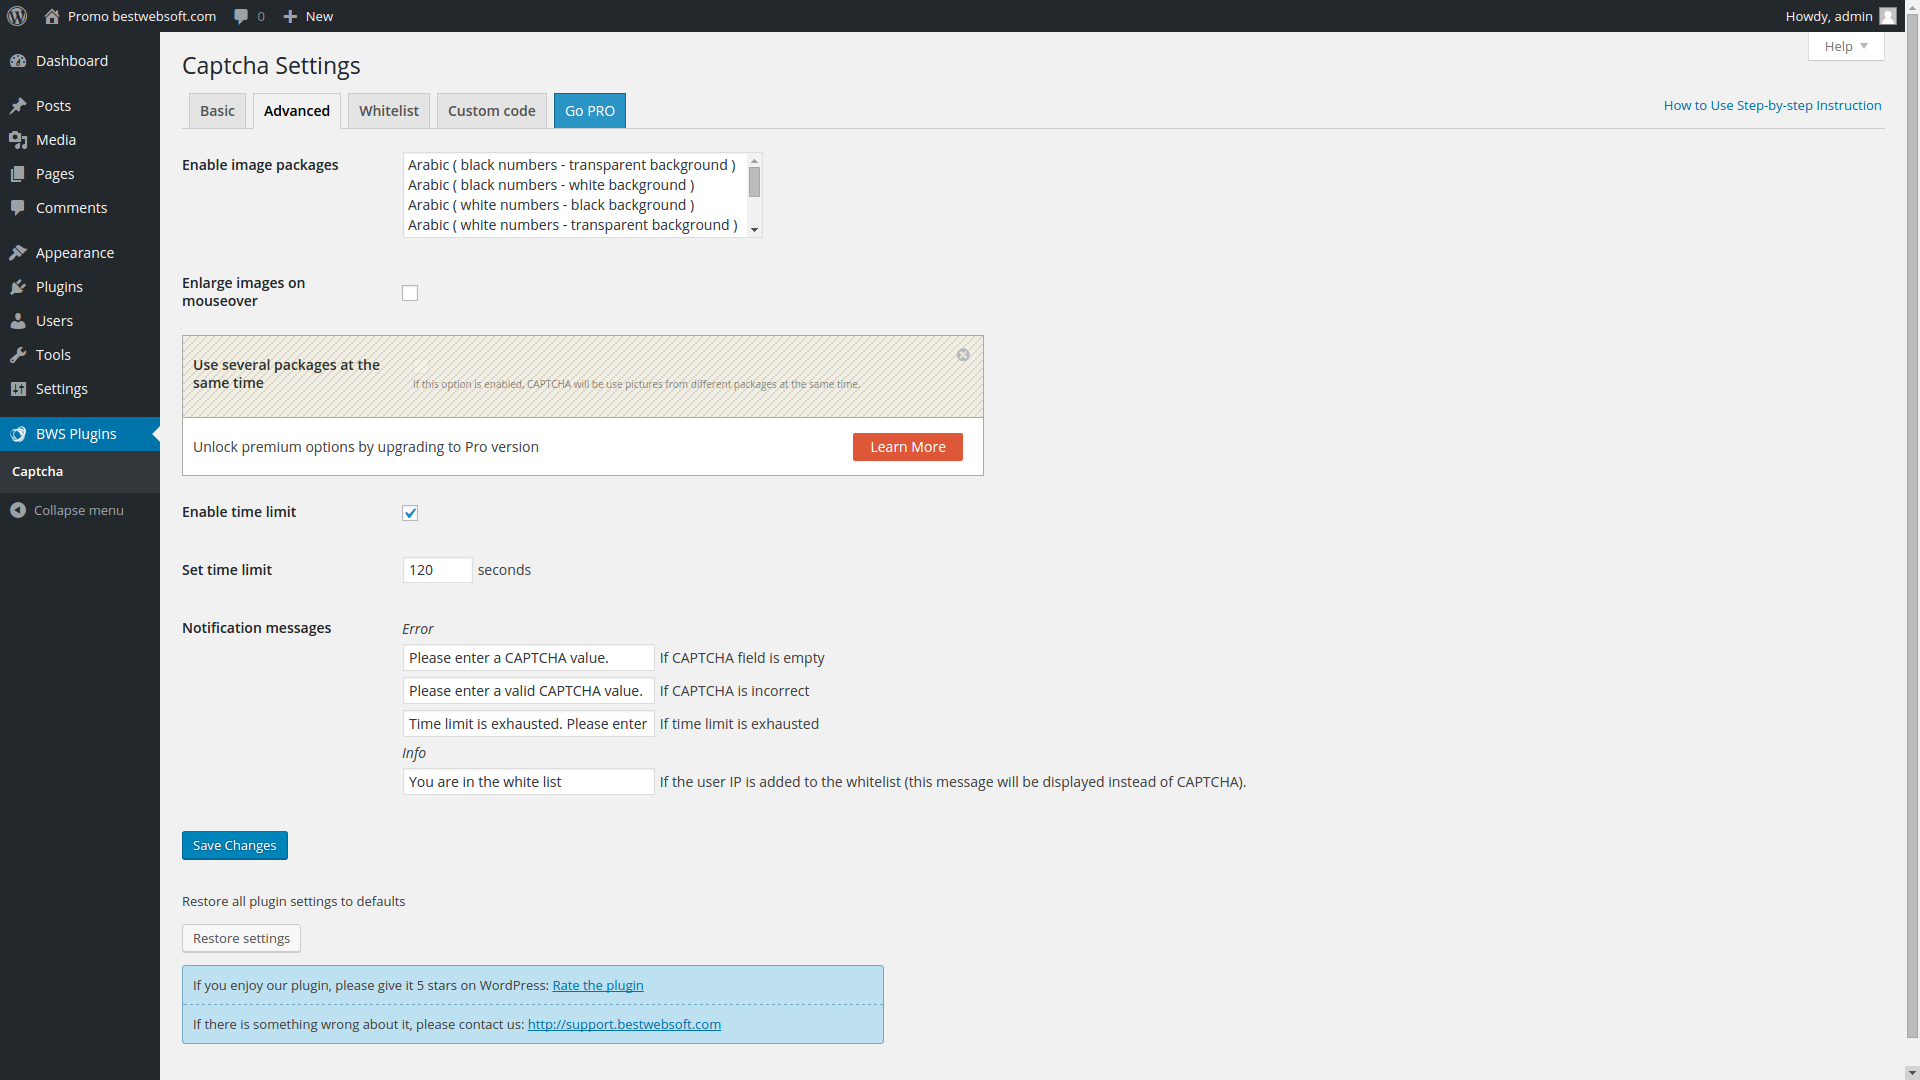 Promo bestwebsoft.com
0
New
Howdy, admin
Help
Dashboard
Posts
Media
Pages
Comments
Appearance
Plugins
Users
Tools
Settings
BWS Plugins
Captcha
Collapse menu
Captcha Settings
Basic
Advanced
Whitelist
Custom code
Go PRO
How to Use Step-by-step Instruction
Enable image packages
Arabic ( black numbers - transparent background )
Arabic ( black numbers - white background )
Arabic ( white numbers - black background )
Arabic ( white numbers - transparent background )
Enlarge images on
mouseover
Use several packages at the
same time
If this option is enabled, CAPTCHA will be use pictures from different packages at the same time.
Unlock premium options by upgrading to Pro version
Learn More
Enable time limit
Set time limit
120 seconds
Notification messages
Error
Please enter a CAPTCHA value. If CAPTCHA field is empty
Please enter a valid CAPTCHA value. If CAPTCHA is incorrect
Time limit is exhausted. Please enter If time limit is exhausted
Info
You are in the white list If the user IP is added to the whitelist (this message will be displayed instead of CAPTCHA).
Save Changes
Restore all plugin settings to defaults
Restore settings
If you enjoy our plugin, please give it 5 stars on WordPress: Rate the plugin
If there is something wrong about it, please contact us: http://support.bestwebsoft.com